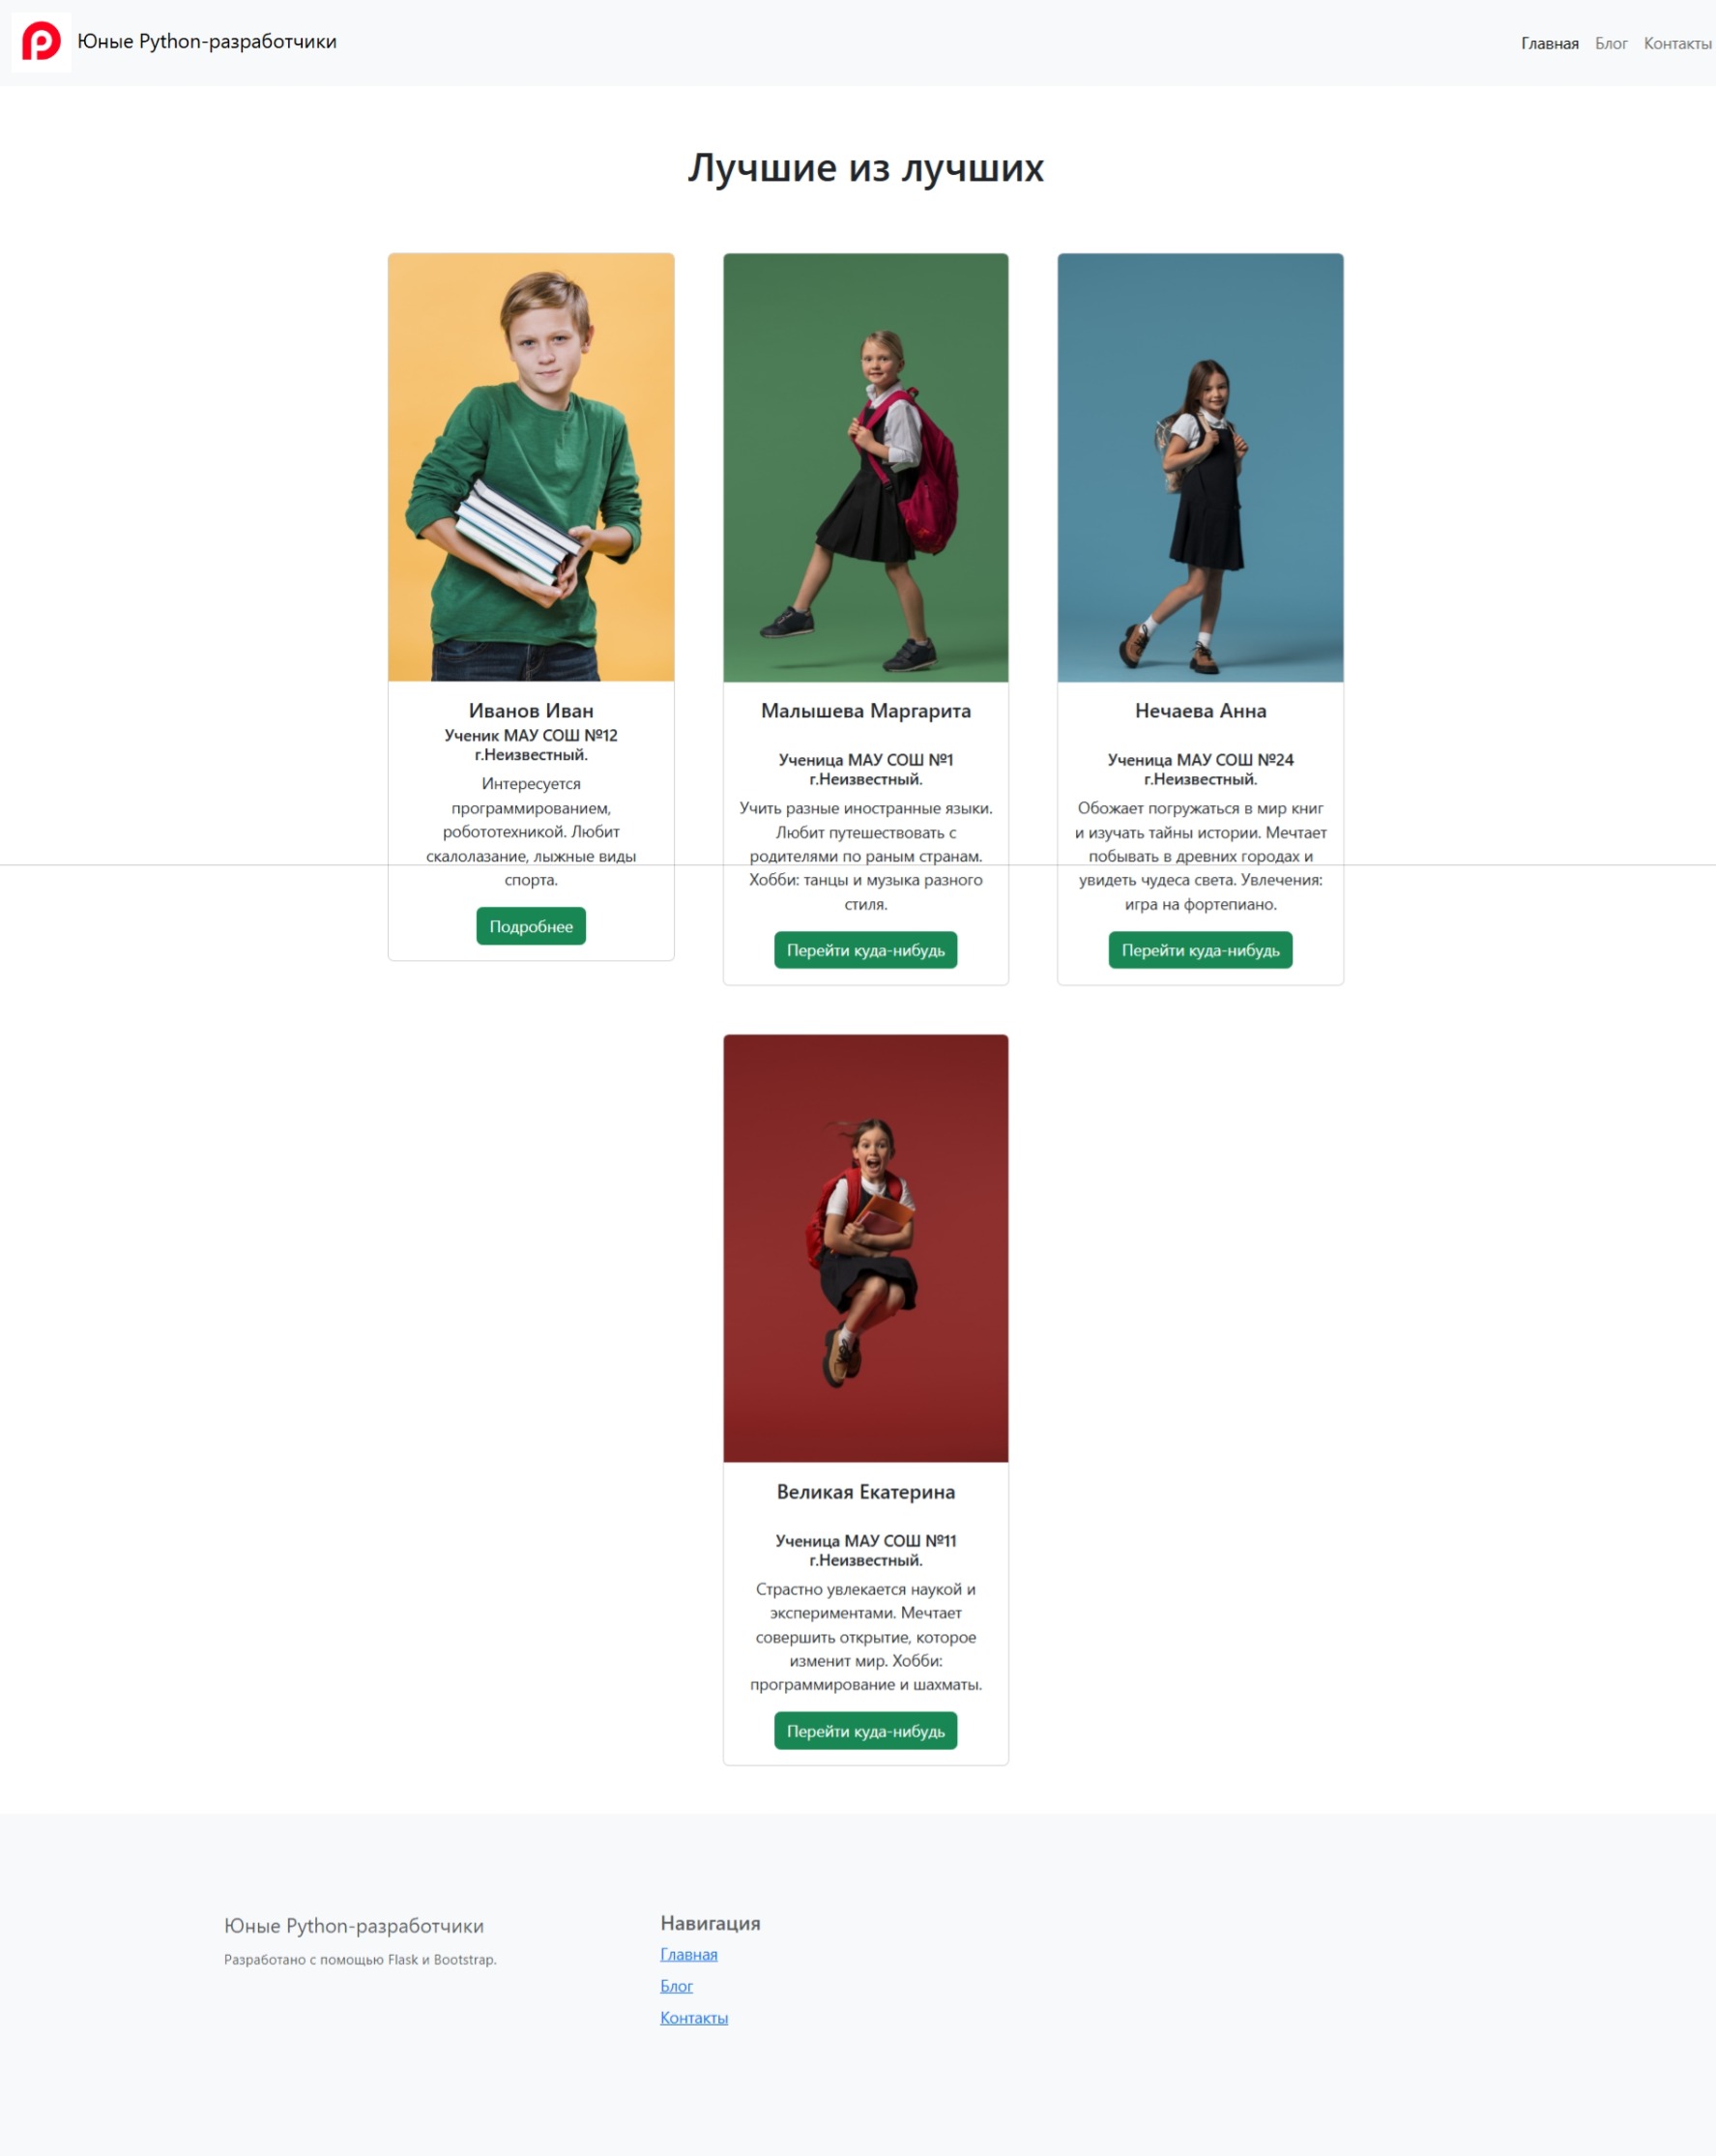 Юные Python-разработчики
Главная Блог Контакты
Лучшие из лучших
Иванов Иван
Ученик МАУ СОШ №12
г.Неизвестный.
Интересуется
программированием,
робототехникой. Любит
скалолазание, лыжные виды
спорта.
Подробнее
Малышева Маргарита
Ученица МАУ СОШ №1
г.Неизвестный.
Учить разные иностранные языки.
Любит путешествовать с
родителями по раным странам.
Хобби: танцы и музыка разного
стиля.
Перейти куда-нибудь
Нечаева Анна
Ученица МАУ СОШ №24
г.Неизвестный.
Обожает погружаться в мир книг
и изучать тайны истории. Мечтает
побывать в древних городах и
увидеть чудеса света. Увлечения:
игра на фортепиано.
Перейти куда-нибудь
Великая Екатерина
Ученица МАУ СОШ №11
г.Неизвестный.
Страстно увлекается наукой и
экспериментами. Мечтает
совершить открытие, которое
изменит мир. Хобби:
программирование и шахматы.
Перейти куда-нибудь
Юные Python-разработчики
Разработано с помощью Flask и Bootstrap.
Навигация
Главная
Блог
Контакты